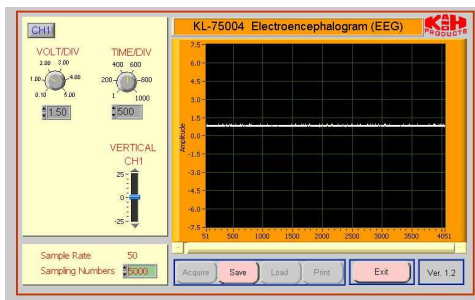 CH1
VOLT/DIV
TIME/DIV
2.00 3.00
1.00
4.00
0.10
5.00
1.50
400 600
200
800
1
1000
500
VERTICAL
CH1
25
0
-25
Sample Rate 50
Sampling Numbers 5000
KL-75004 Electroencephalogram (EEG)
K&H
PRODUCTS
Amplitude
7.5
6.0
4.5
3.0
1.5
0.0
-1.5
-3.0
-4.5
-6.0
-7.5
51 500 1000 1500 2000 2500 3000 3500 4051
Acquire Save Load Print Exit Ver. 1.2